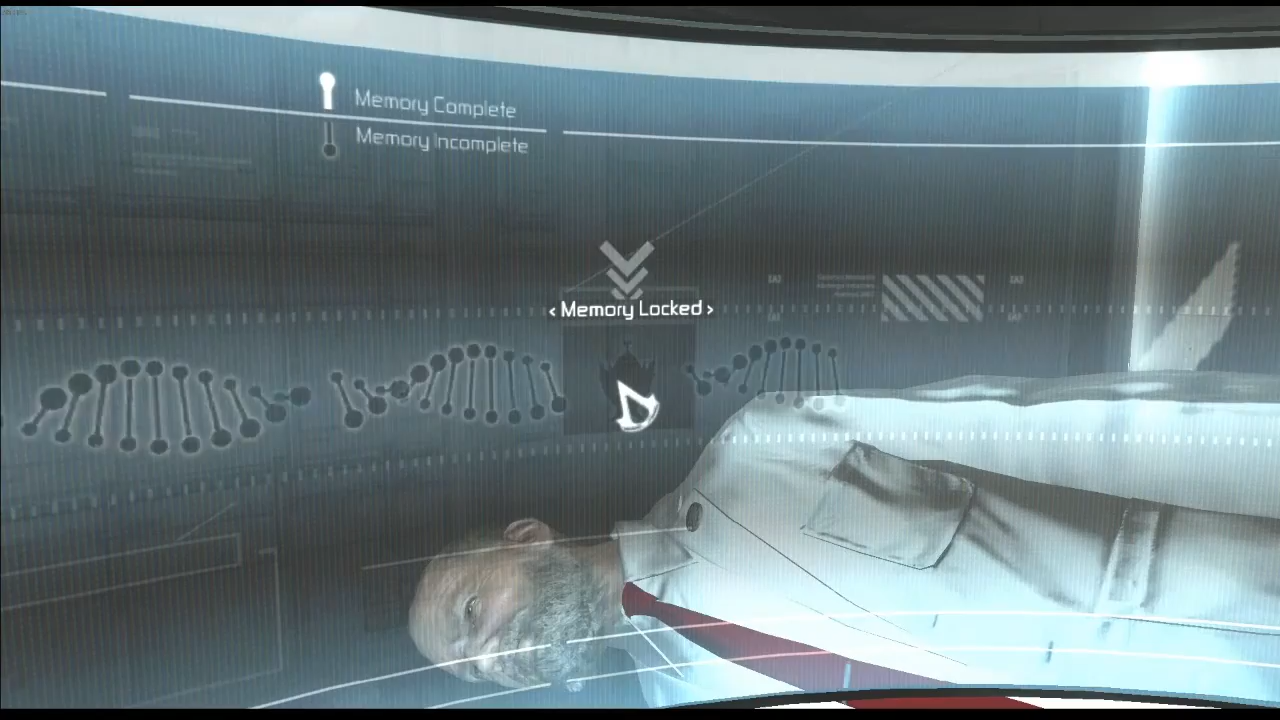 Memory Complete
Memory Incomplete
‹ Memory Locked ›